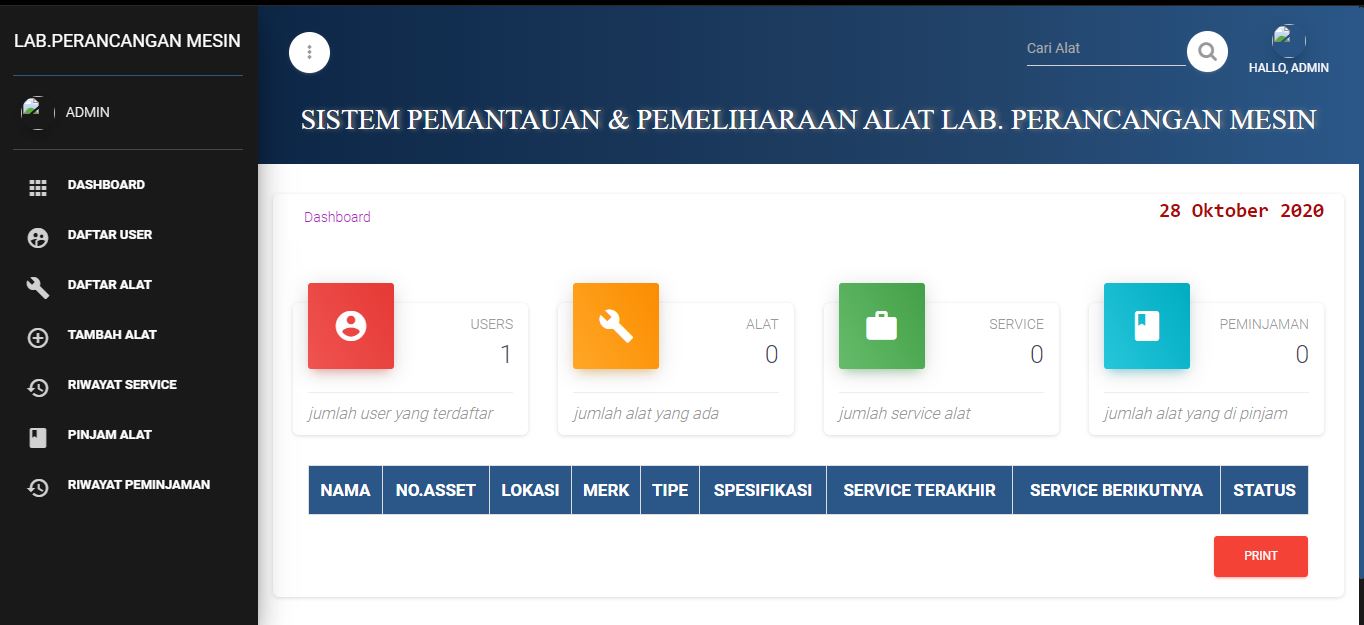 LAB.PERANCANGAN MESIN
ADMIN
DASHBOARD
DAFTAR USER
DAFTAR ALAT
TAMBAH ALAT
RIWAYAT SERVICE
PINJAM ALAT
RIWAYAT PEMINJAMAN
Cari Alat
HALLO, ADMIN
SISTEM PEMANTAUAN & PEMELIHARAAN ALAT LAB. PERANCANGAN MESIN
Dashboard
28 Oktober 2020
USERS
1
jumlah user yang terdaftar
ALAT
0
jumlah alat yang ada
SERVICE
0
jumlah service alat
PEMINJAMAN
0
jumlah alat yang di pinjam
NAMA NO.ASSET LOKASI MERK TIPE SPESIFIKASI SERVICE TERAKHIR SERVICE BERIKUTNYA STATUS
PRINT